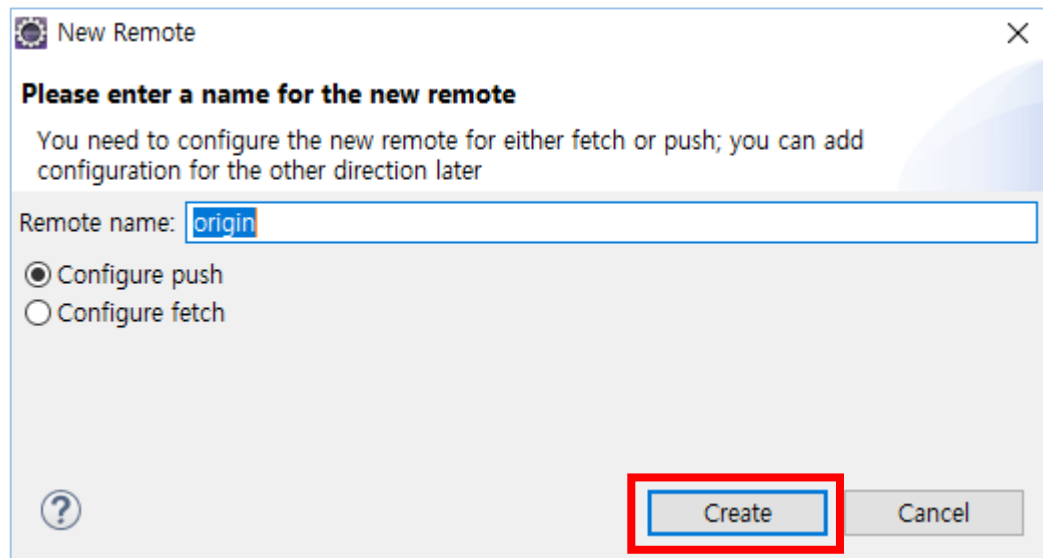 New Remote
Please enter a name for the new remote
You need to configure the new remote for either fetch or push; you can add
configuration for the other direction later
Remote name: origin
Configure push
Configure fetch
?
Create
Cancel